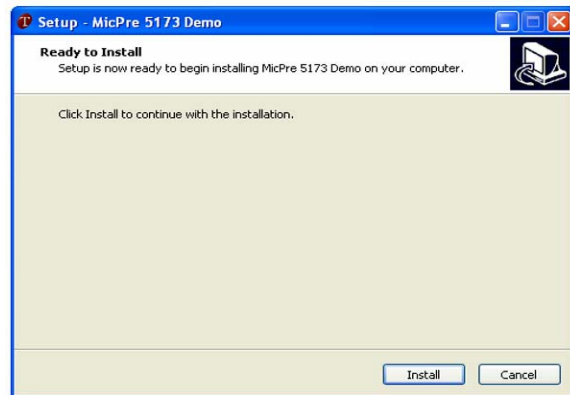 Setup - MicPre 5173 Demo
Ready to Install
Setup is now ready to begin installing MicPre 5173 Demo on your computer.
Click Install to continue with the installation.
Install
Cancel